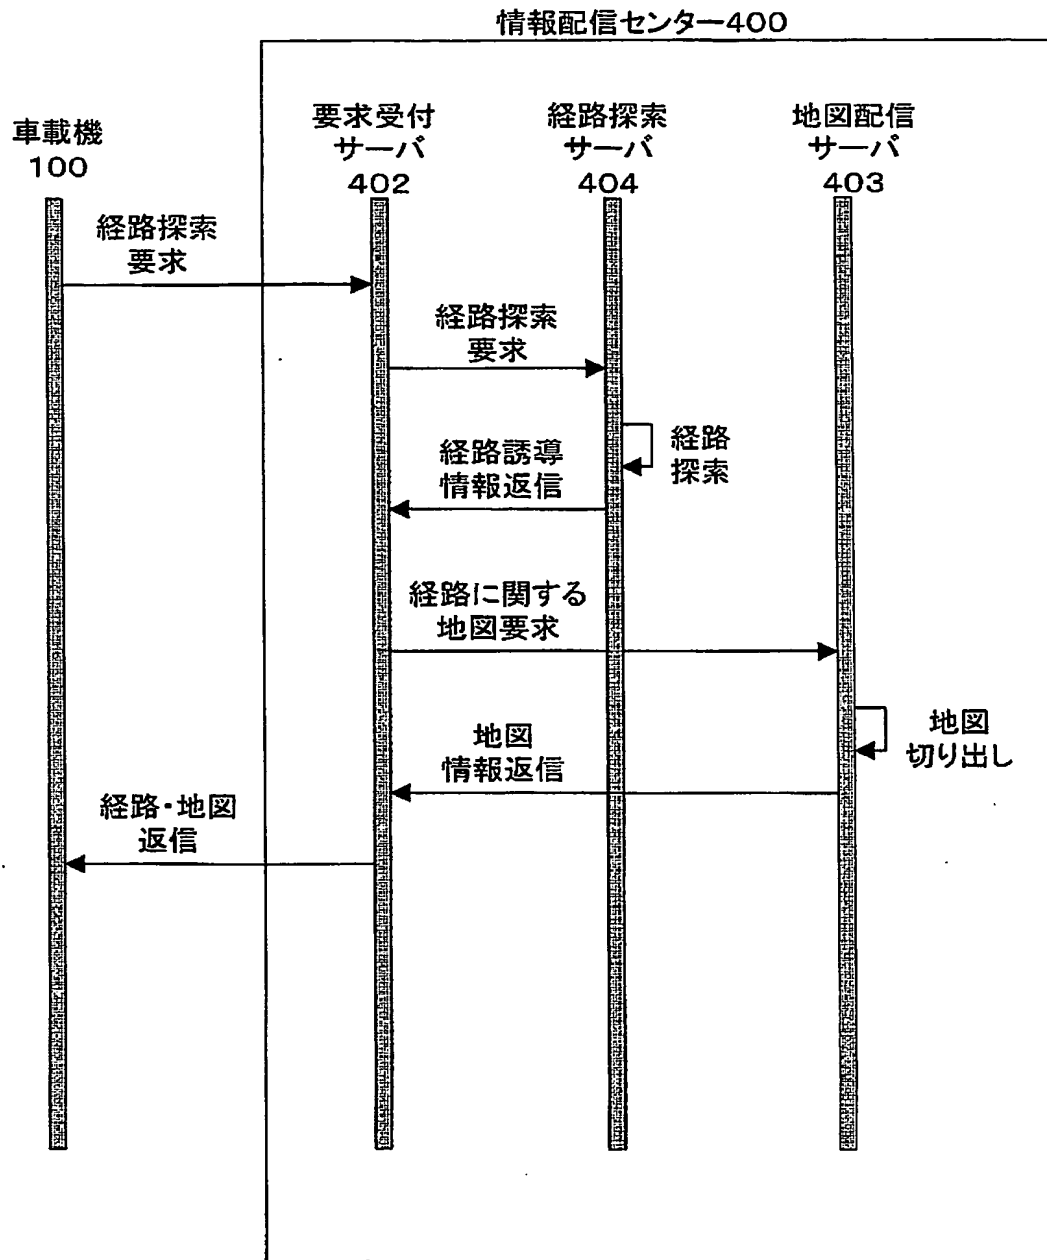 情報配信センター400
車載機
100
要求受付
サーバ
402
経路探索
サーバ
404
地図配信
サーバ
403
経路探索
要求
経路探索
要求
経路
探索
経路誘導
情報返信
経路に関する
地図要求
地図
切り出し
地図
情報返信
経路・地図
返信